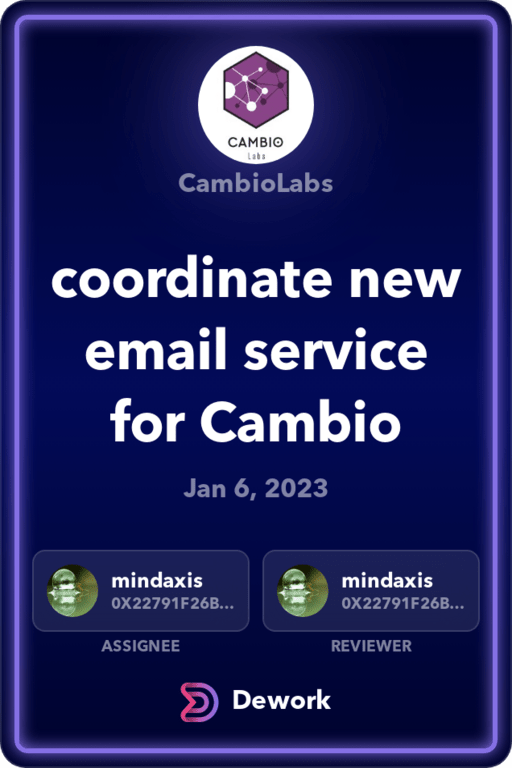 CAMBIO
Labs
CambioLabs
coordinate new
email service
for Cambio
Jan 6, 2023
mindaxis
0X22791F26B...
ASSIGNEE
mindaxis
0X22791F26B...
REVIEWER
Dework